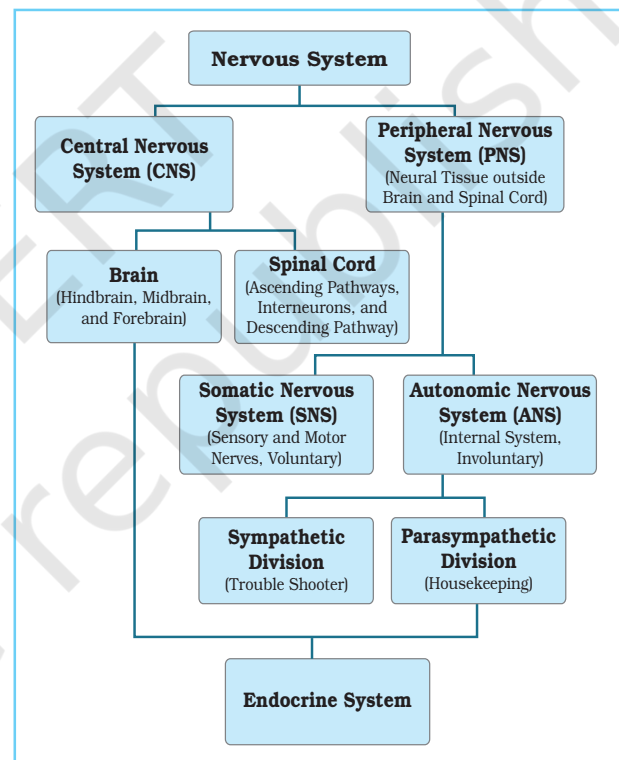 Nervous System
Central Nervous
System (CNS)
Peripheral Nervous
System (PNS)
(Neural Tissue outside
Brain and Spinal Cord)
Brain
(Hindbrain, Midbrain,
and Forebrain)
Spinal Cord
(Ascending Pathways,
Interneurons, and
Descending Pathway)
Somatic Nervous
System (SNS)
(Sensory and Motor
Nerves, Voluntary)
Autonomic Nervous
System (ANS)
(Internal System,
Involuntary)
Sympathetic
Division
(Trouble Shooter)
Parasympathetic
Division
(Housekeeping)
Endocrine System
ERT
republish